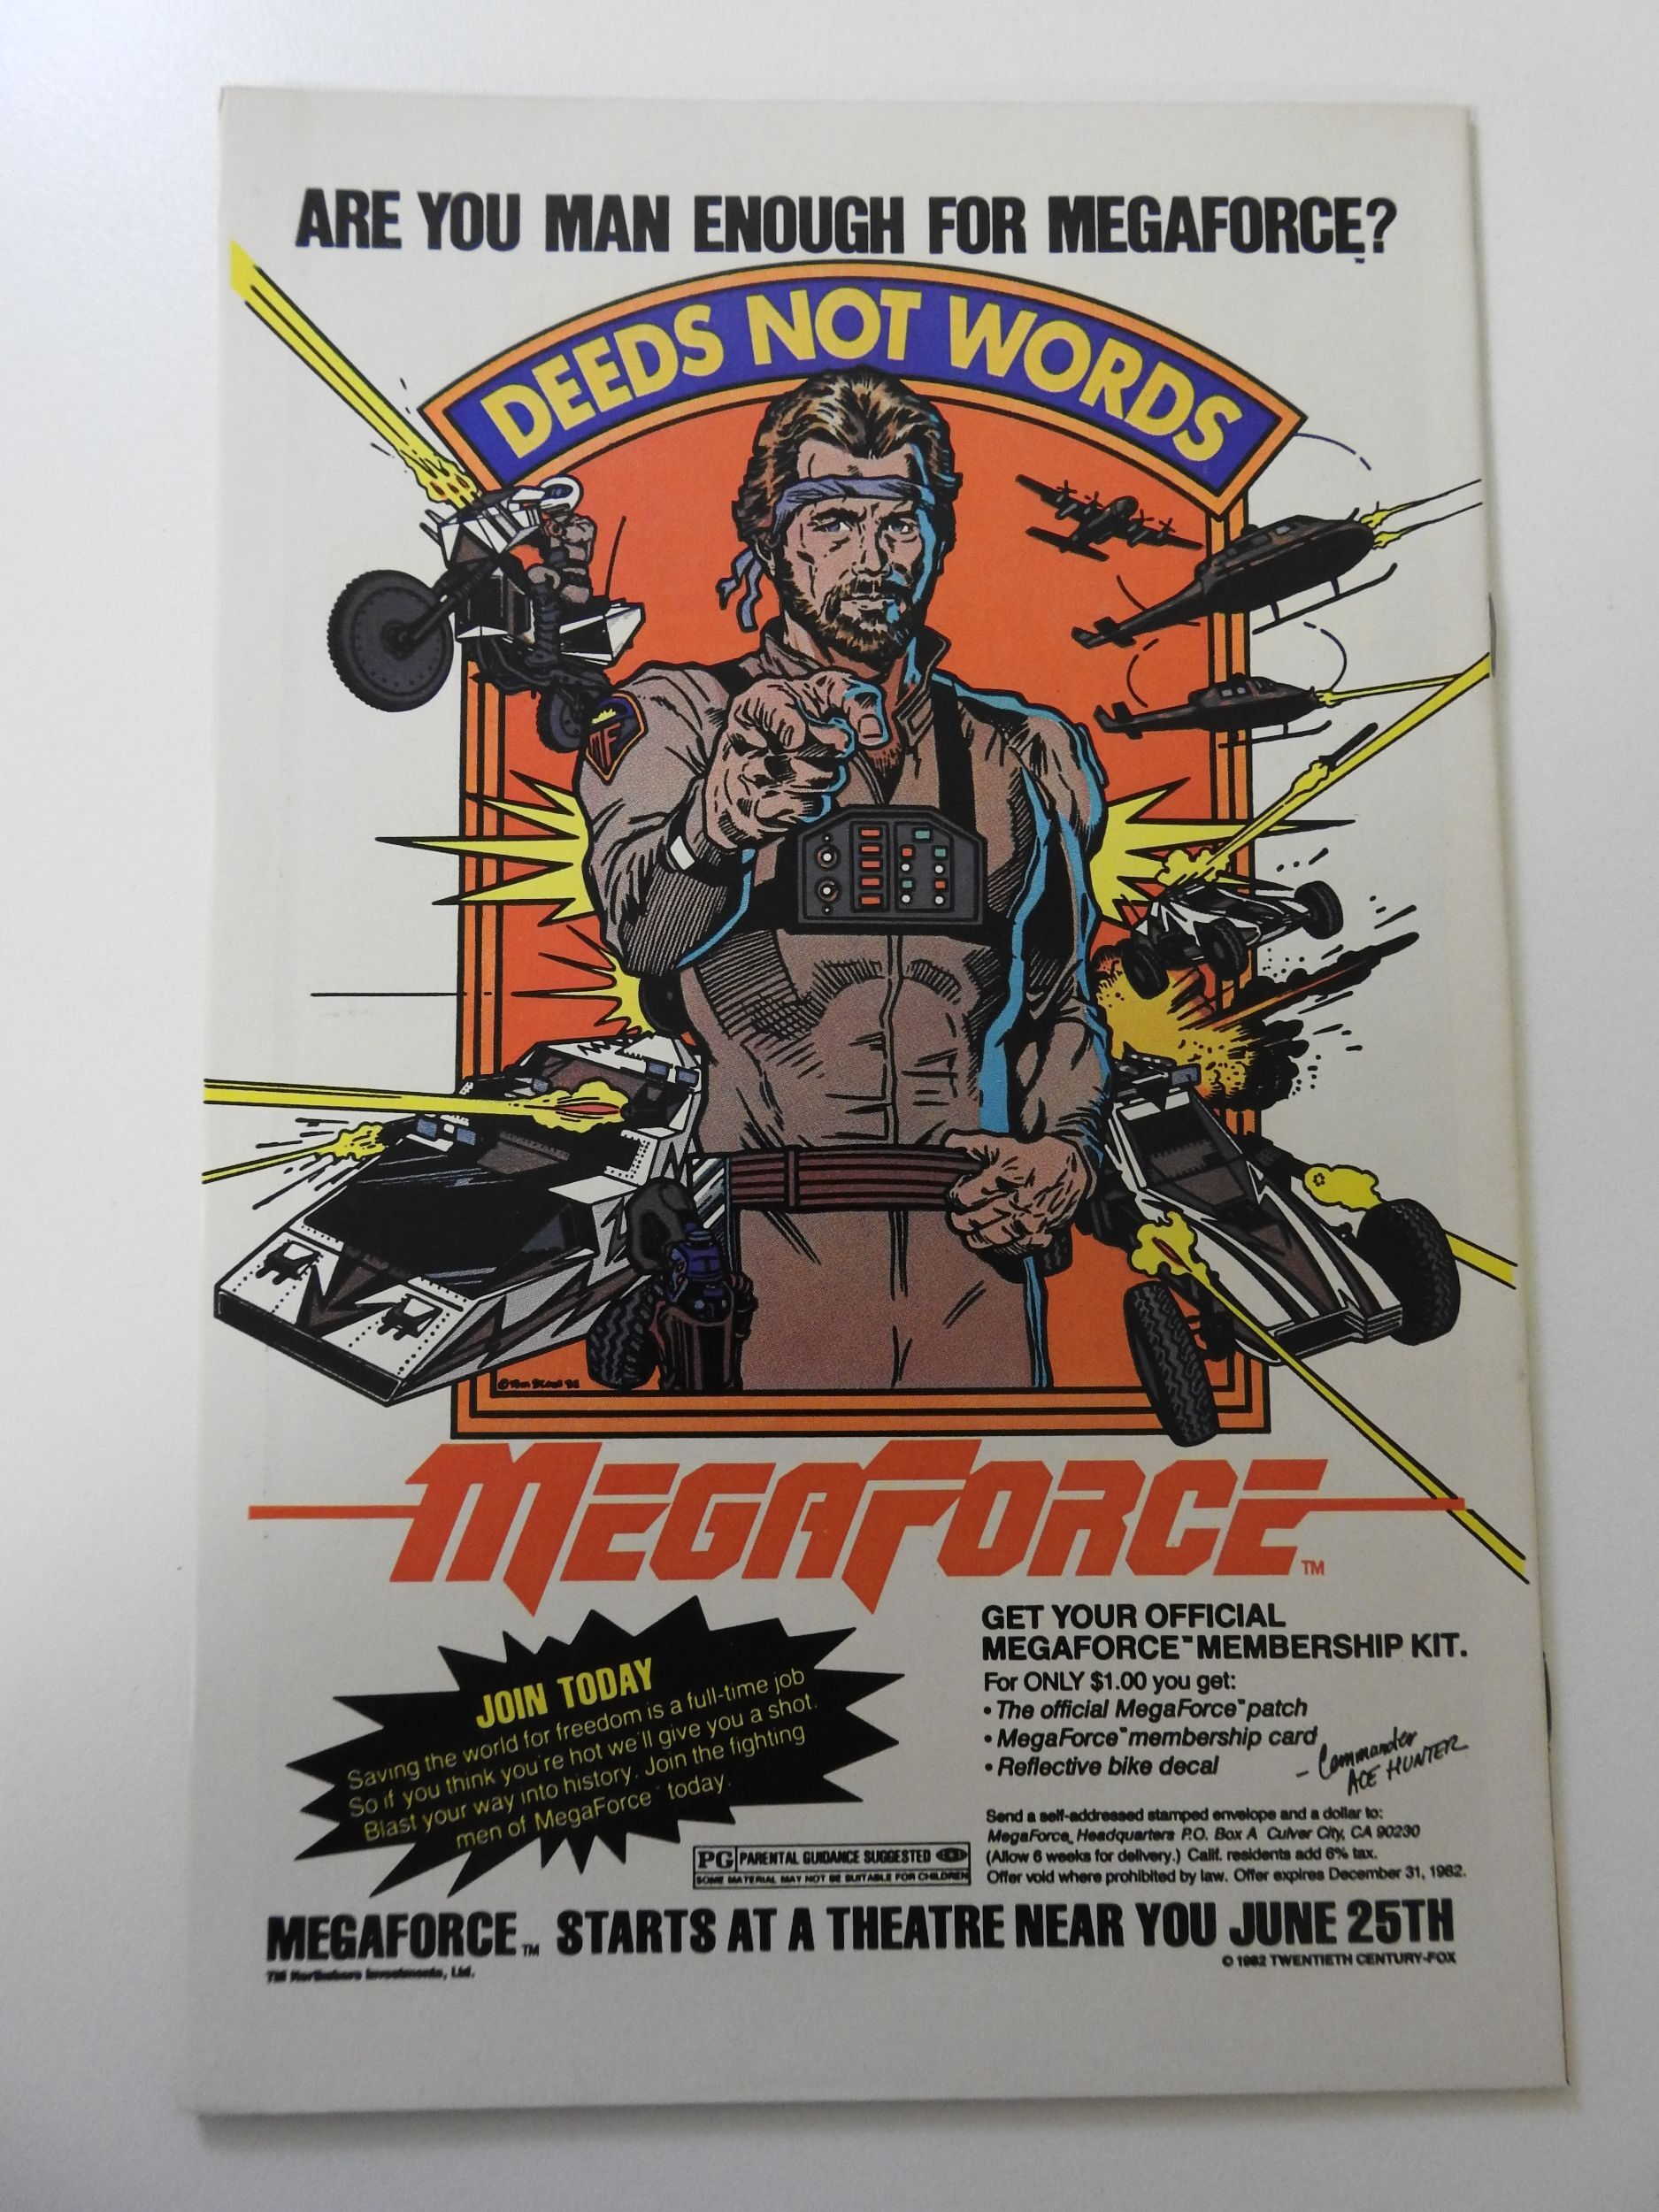 ARE YOU MAN ENOUGH FOR MEGAFORCE?
DEEDS NOT WORDS
MF
MEGAFORCE™
JOIN TODAY
Saving the world for freedom is a full-time job
So if you think you're hot we'll give you a shot.
Blast your way into history. Join the fighting
men of MegaForce™ today.
GET YOUR OFFICIAL
MEGAFORCE™ MEMBERSHIP KIT.
For ONLY $1.00 you get:
• The official MegaForce™ patch
• MegaForce™ membership card
• Reflective bike decal
– Commander
ACE HUNTER
Send a self-addressed stamped envelope and a dollar to:
MegaForce™ Headquarters P.O. Box A Culver City, CA 90230
(Allow 6 weeks for delivery.) Calif. residents add 6% tax.
Offer void where prohibited by law. Offer expires December 31, 1982.
PG PARENTAL GUIDANCE SUGGESTED
SOME MATERIAL MAY NOT BE SUITABLE FOR CHILDREN
MEGAFORCE™ STARTS AT A THEATRE NEAR YOU JUNE 25TH
TM Northshore Investments, Ltd.
© 1982 TWENTIETH CENTURY-FOX